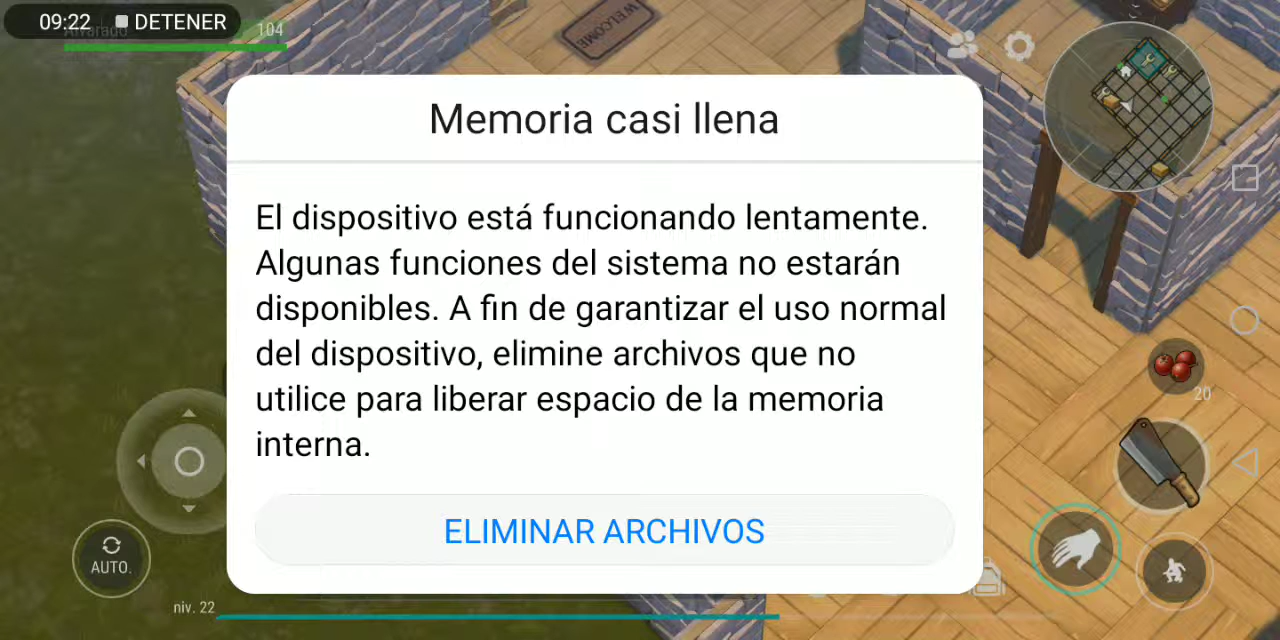 09:22 DETENER
Alvarado 104
WELCOME
Memoria casi llena
El dispositivo está funcionando lentamente.
Algunas funciones del sistema no estarán
disponibles. A fin de garantizar el uso normal
del dispositivo, elimine archivos que no
utilice para liberar espacio de la memoria
interna.
ELIMINAR ARCHIVOS
20
AUTO.
niv. 22